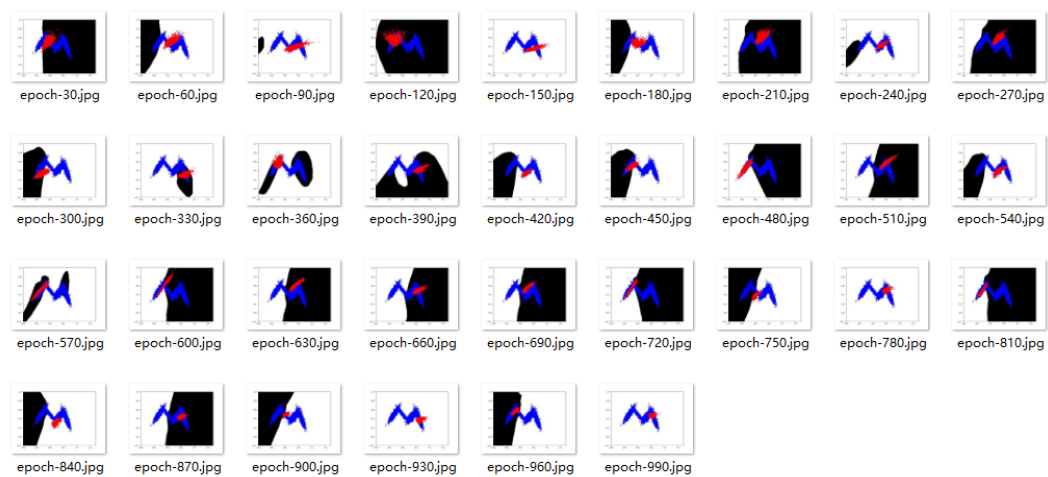 epoch-30.jpg epoch-60.jpg epoch-90.jpg epoch-120.jpg epoch-150.jpg epoch-180.jpg epoch-210.jpg epoch-240.jpg epoch-270.jpg
epoch-300.jpg epoch-330.jpg epoch-360.jpg epoch-390.jpg epoch-420.jpg epoch-450.jpg epoch-480.jpg epoch-510.jpg epoch-540.jpg
epoch-570.jpg epoch-600.jpg epoch-630.jpg epoch-660.jpg epoch-690.jpg epoch-720.jpg epoch-750.jpg epoch-780.jpg epoch-810.jpg
epoch-840.jpg epoch-870.jpg epoch-900.jpg epoch-930.jpg epoch-960.jpg epoch-990.jpg